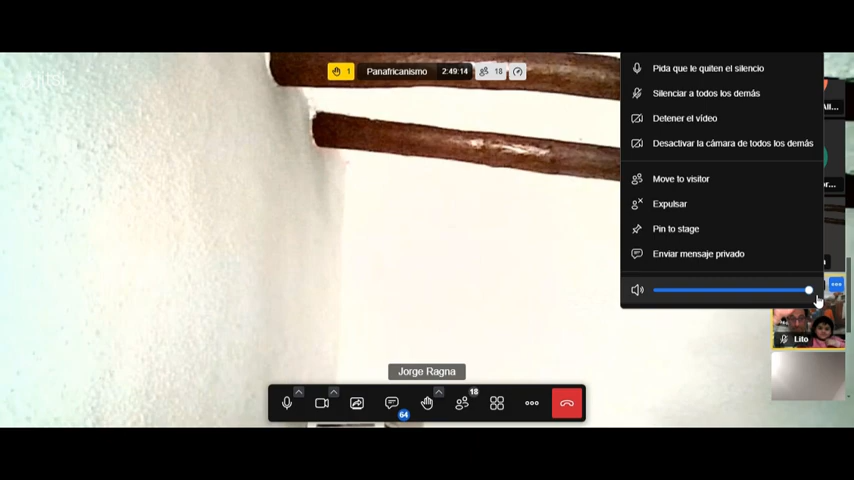 1
Panafricanismo
2:49:14
18
Pida que le quiten el silencio
Silenciar a todos los demás
Detener el vídeo
Desactivar la cámara de todos los demás
Move to visitor
Expulsar
Pin to stage
Enviar mensaje privado
Lito
Jorge Ragna
18
64